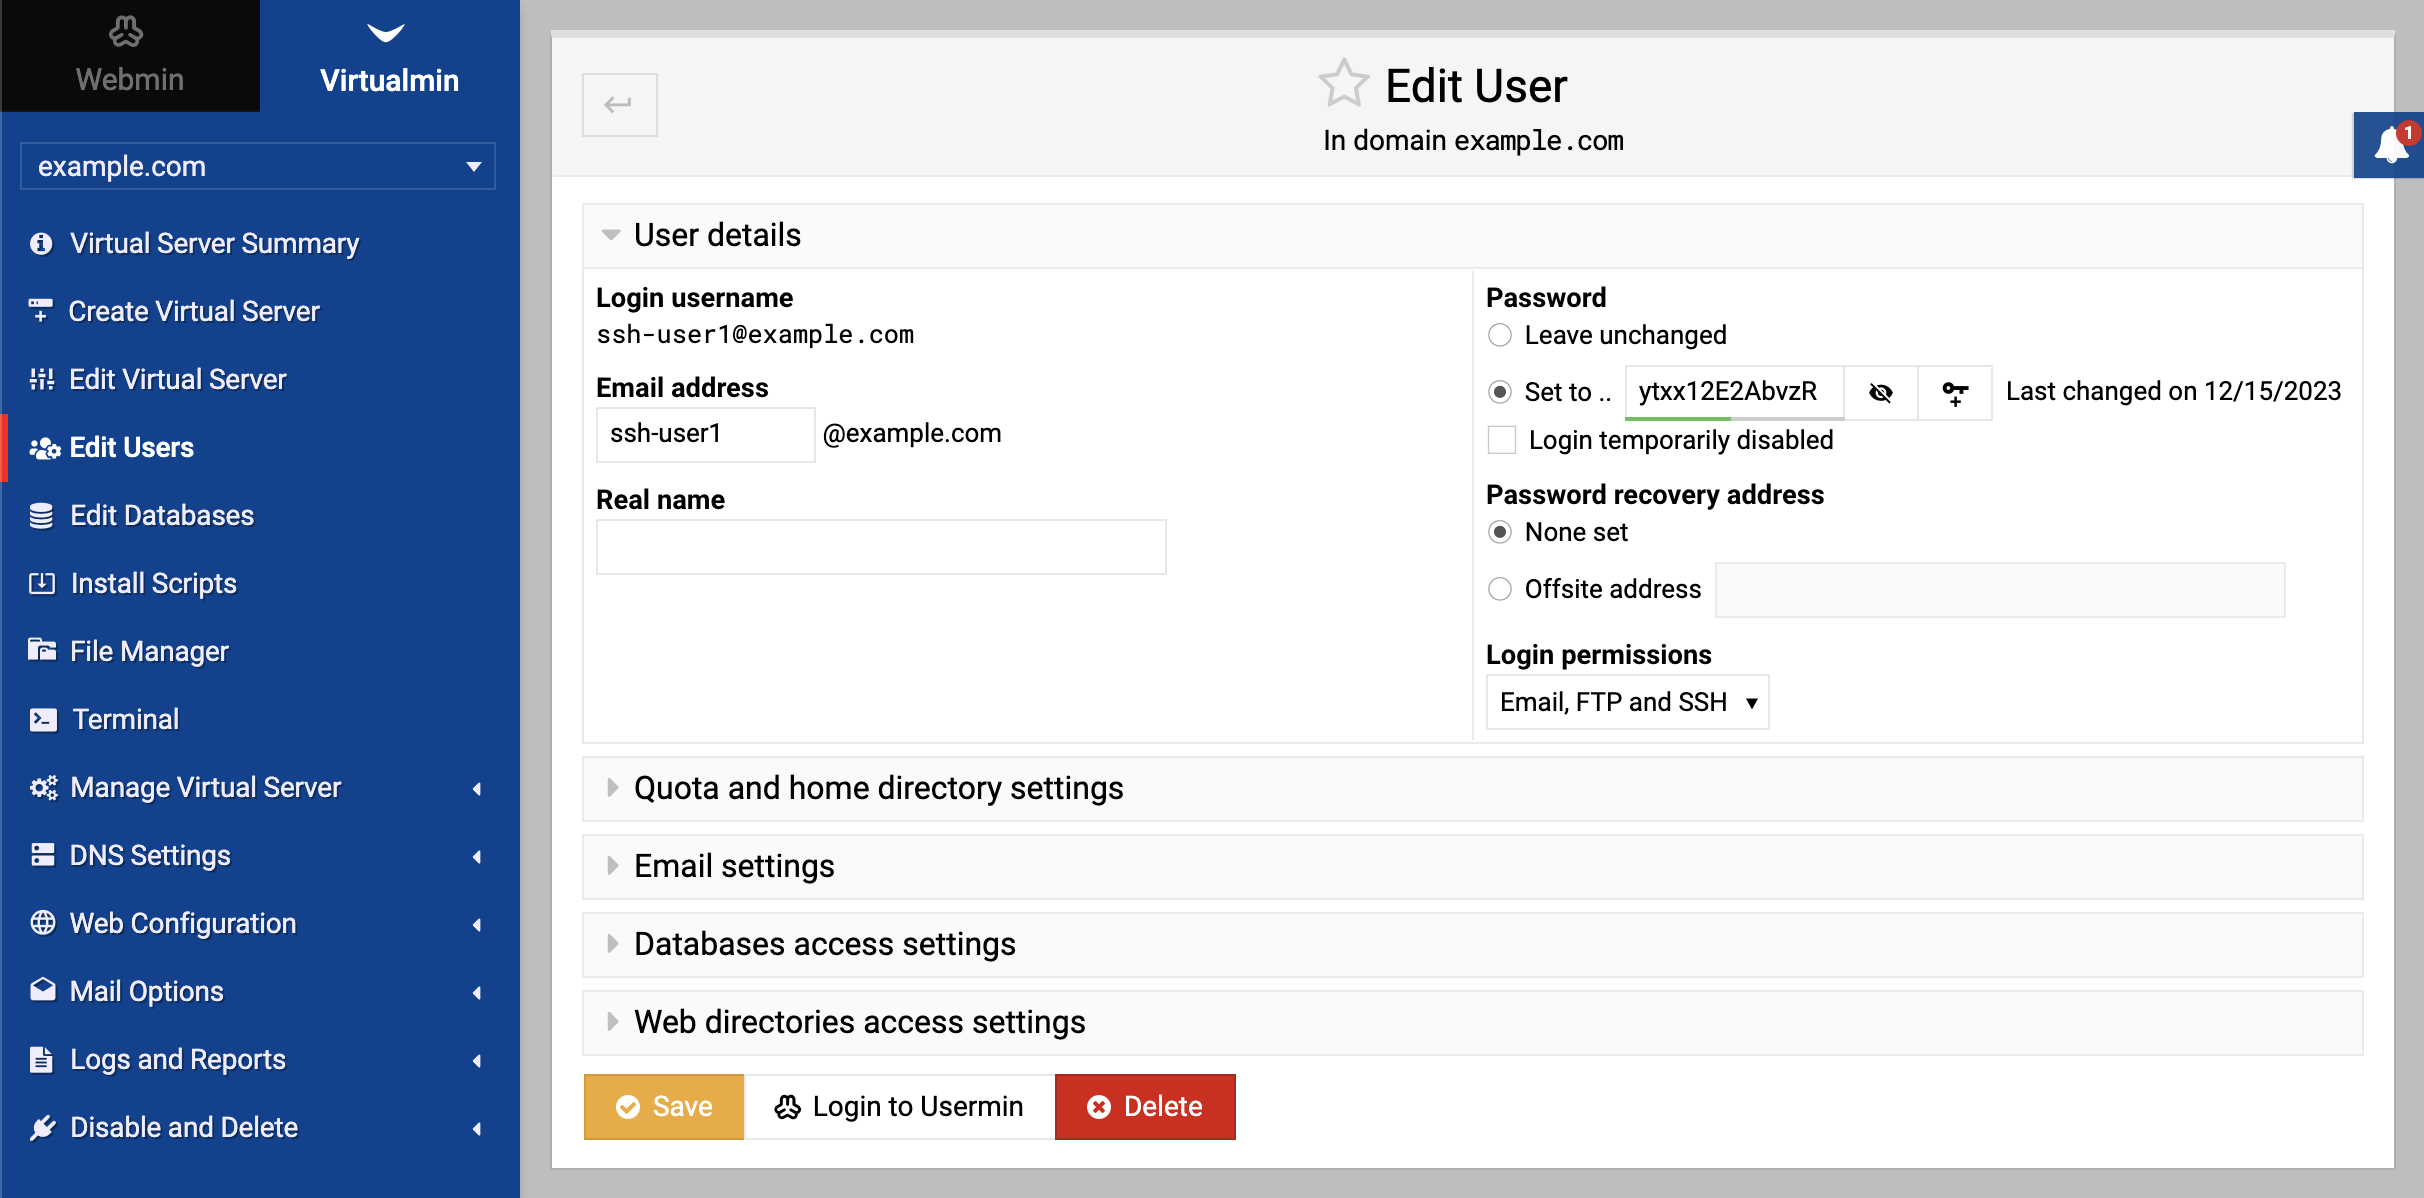 Webmin
Virtualmin
example.com
Virtual Server Summary
Create Virtual Server
Edit Virtual Server
Edit Users
Edit Databases
Install Scripts
File Manager
Terminal
Manage Virtual Server
DNS Settings
Web Configuration
Mail Options
Logs and Reports
Disable and Delete
Edit User
In domain example.com
1
User details
Login username
ssh-user1@example.com
Email address
ssh-user1 @example.com
Real name
Password
Leave unchanged
Set to .. ytxx12E2AbvzR Last changed on 12/15/2023
Login temporarily disabled
Password recovery address
None set
Offsite address
Login permissions
Email, FTP and SSH
Quota and home directory settings
Email settings
Databases access settings
Web directories access settings
Save Login to Usermin Delete